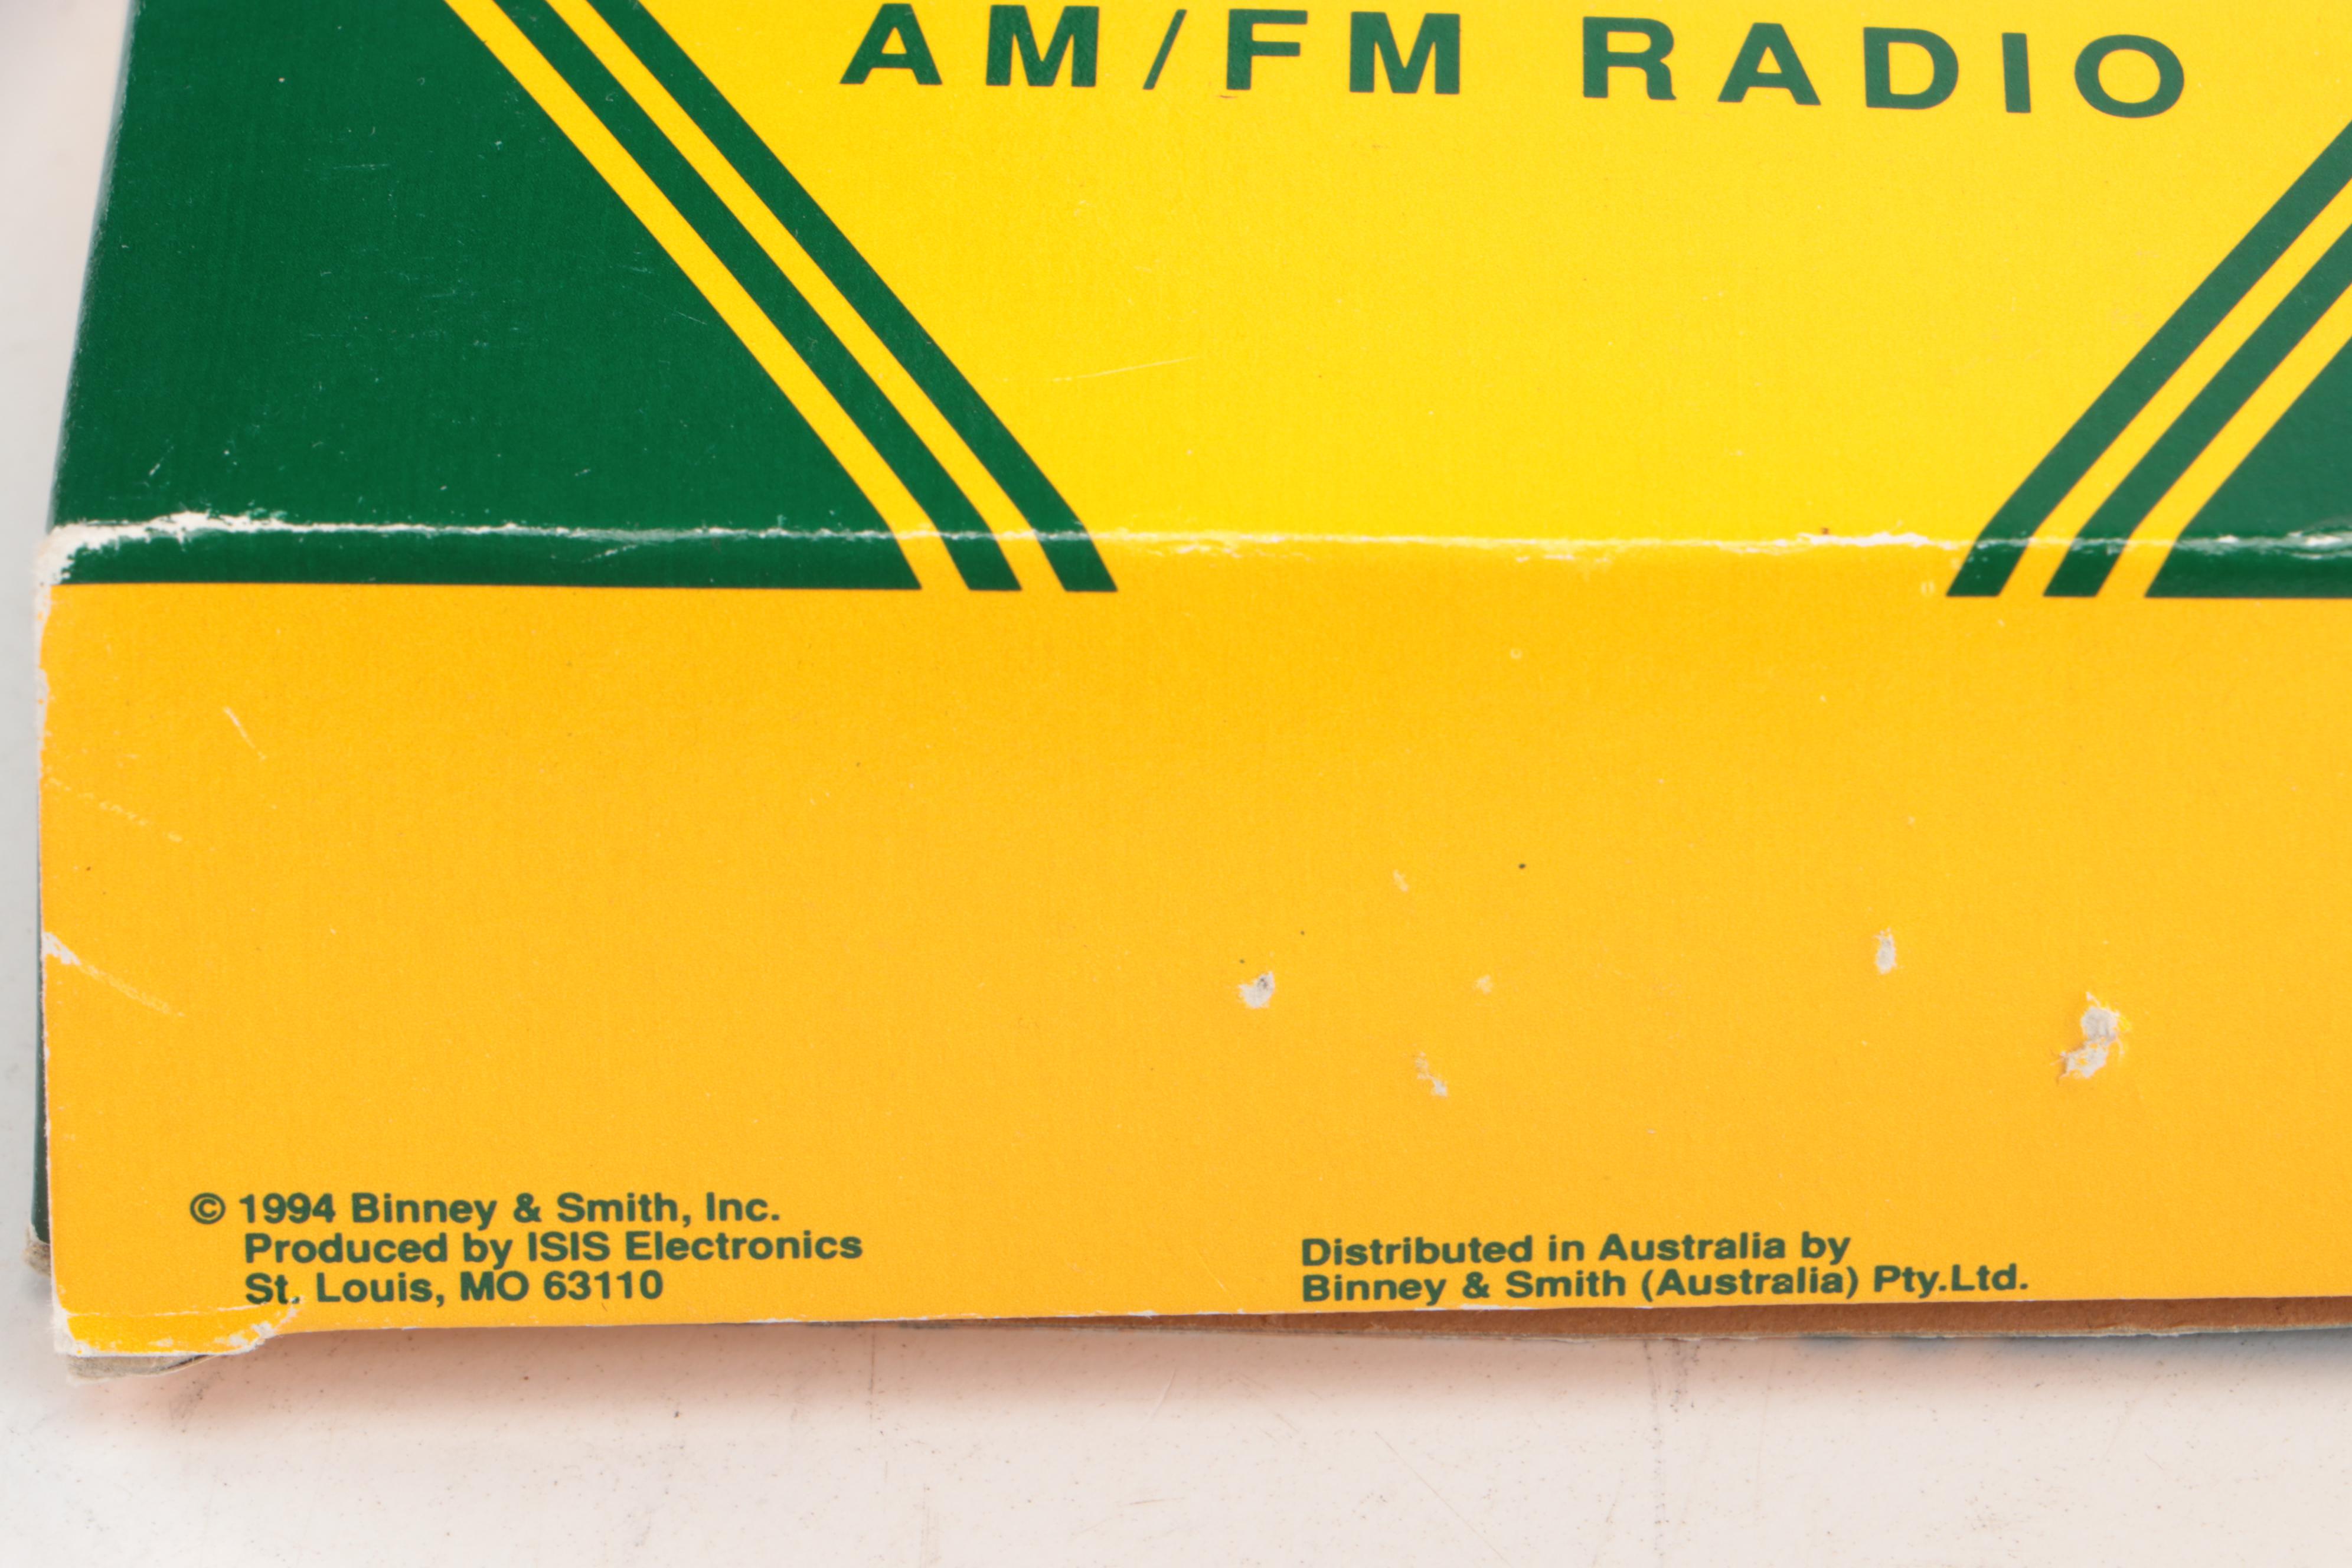 AM/FM RADIO
© 1994 Binney & Smith, Inc.
Produced by ISIS Electronics
St. Louis, MO 63110
Distributed in Australia by
Binney & Smith (Australia) Pty.Ltd.